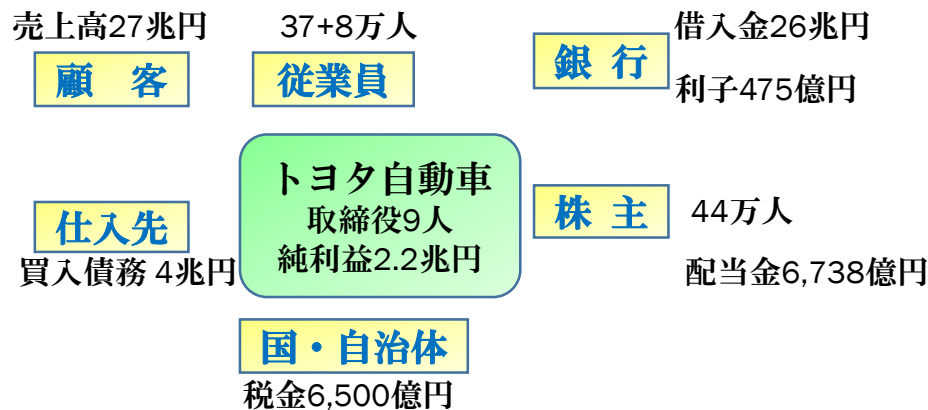 売上高27兆円
顧　客
37+8万人
従業員
借入金26兆円
銀 行
利子475億円
トヨタ自動車
取締役9人
純利益2.2兆円
仕入先
買入債務 4兆円
株 主
44万人
配当金6,738億円
国・自治体
税金6,500億円